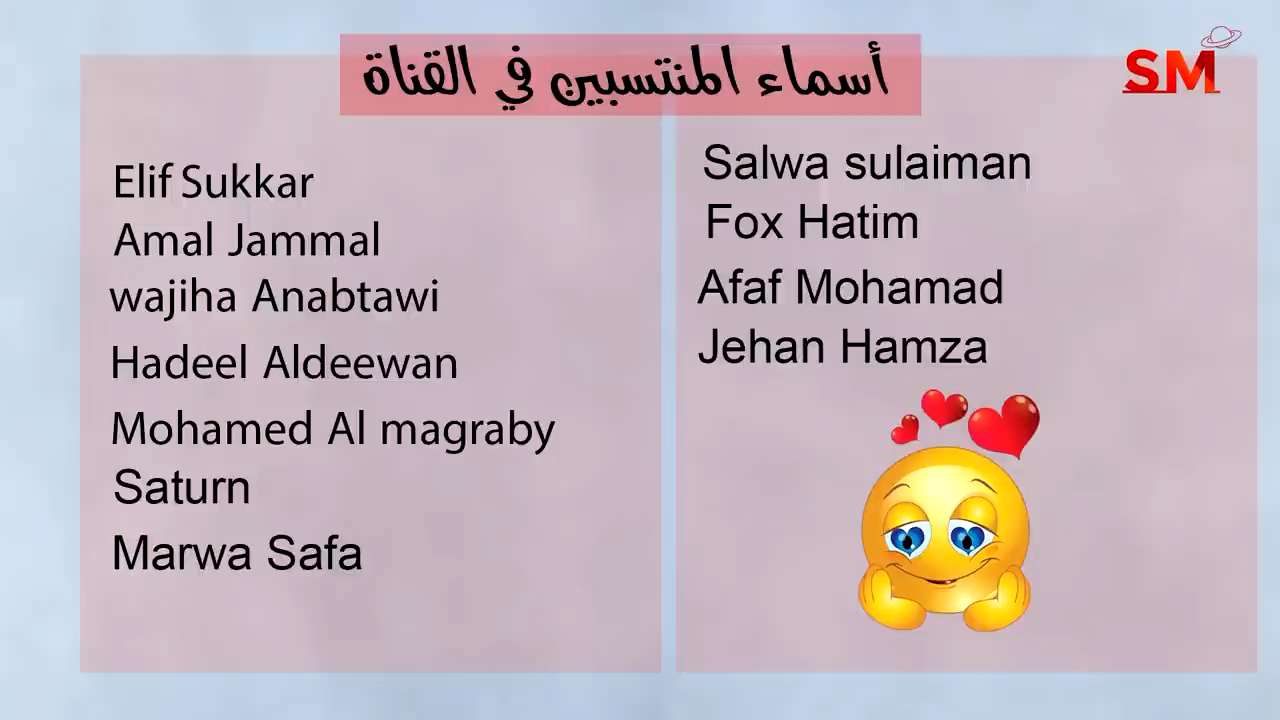 أسماء المنتسبين في القناة
SM
Elif Sukkar
Amal Jammal
wajiha Anabtawi
Hadeel Aldeewan
Mohamed Al magraby
Saturn
Marwa Safa
Salwa sulaiman
Fox Hatim
Afaf Mohamad
Jehan Hamza